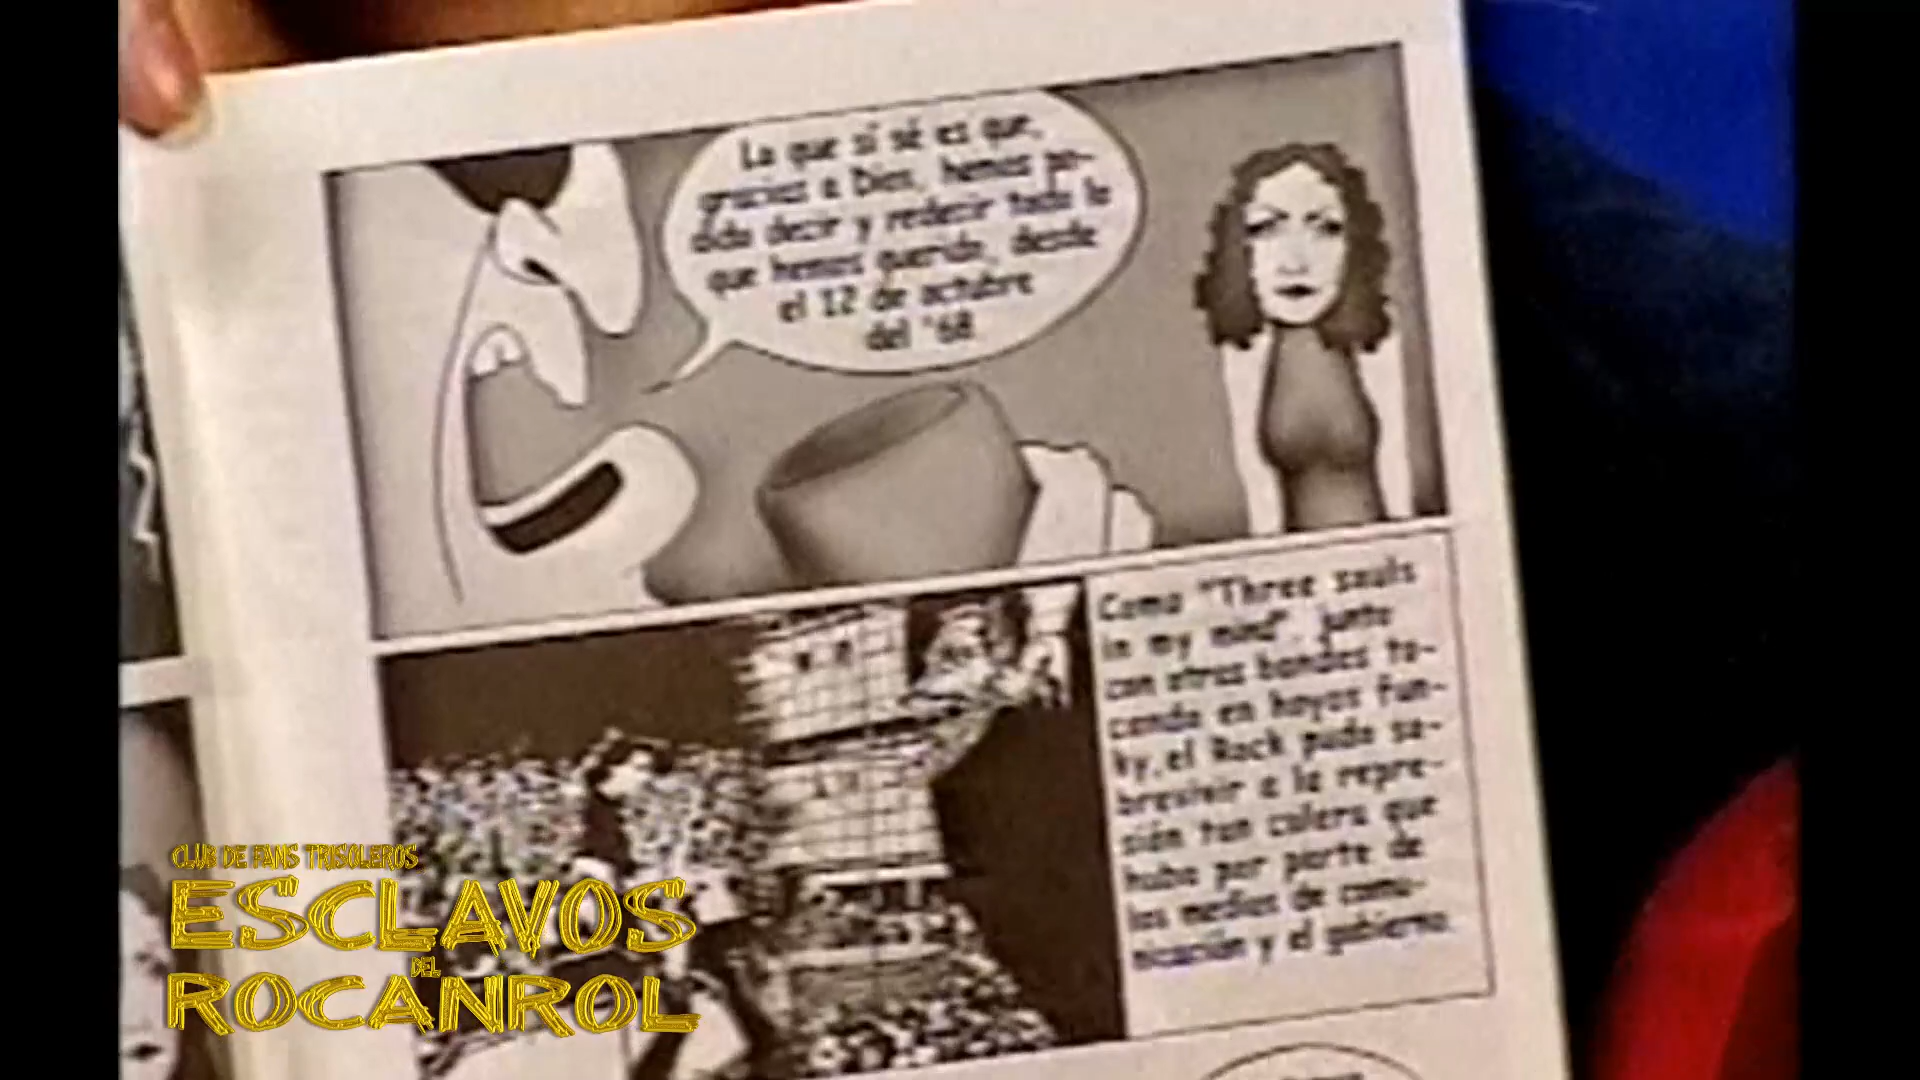 Lo que sí sé es que,
gracias a Dios, hemos po-
dido decir y redecir todo lo
que hemos querido, desde
el 12 de octubre
del '68
Como "Three souls
in my mind", junto
con otras bandas to-
cando en hoyos fun-
ky, el Rock pudo so-
brevivir a la repre-
sión tan culera que
hubo por parte de
los medios de comu-
nicación y el gobierno.
CLUB DE FANS TRISOLEROS
ESCLAVOS
DEL
ROCANROL